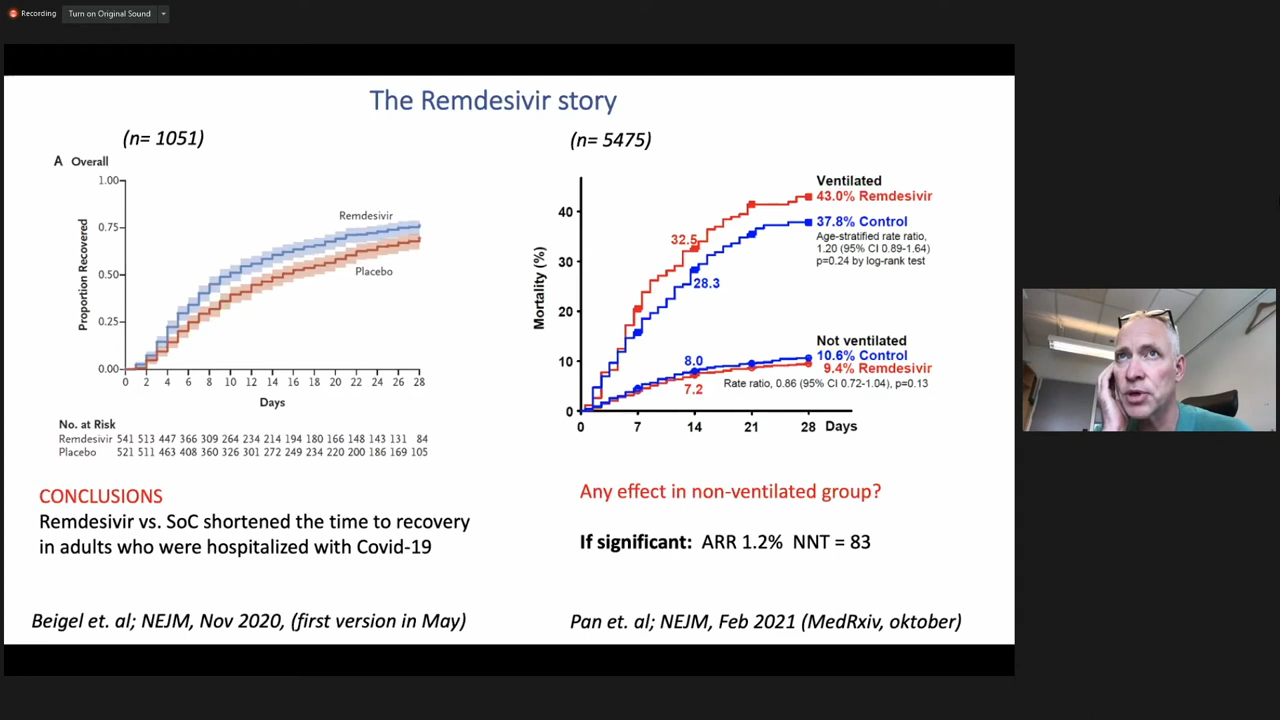 Recording
Turn on Original Sound
The Remdesivir story
(n= 1051)
A Overall
1.00
0.75
0.50
0.25
0.00
Proportion Recovered
Remdesivir
Placebo
0 2 4 6 8 10 12 14 16 18 20 22 24 26 28
Days
No. at Risk
Remdesivir 541 513 447 366 309 264 234 214 194 180 166 148 143 131 84
Placebo 521 511 463 408 360 326 301 272 249 234 220 200 186 169 105
CONCLUSIONS
Remdesivir vs. SoC shortened the time to recovery
in adults who were hospitalized with Covid-19
Beigel et. al; NEJM, Nov 2020, (first version in May)
(n= 5475)
Mortality (%)
40
30
20
10
0
32.5
28.3
8.0
7.2
Ventilated
43.0% Remdesivir
37.8% Control
Age-stratified rate ratio,
1.20 (95% CI 0.89-1.64)
p=0.24 by log-rank test
Not ventilated
10.6% Control
9.4% Remdesivir
Rate ratio, 0.86 (95% CI 0.72-1.04), p=0.13
0 7 14 21 28 Days
Any effect in non-ventilated group?
If significant: ARR 1.2% NNT = 83
Pan et. al; NEJM, Feb 2021 (MedRxiv, oktober)